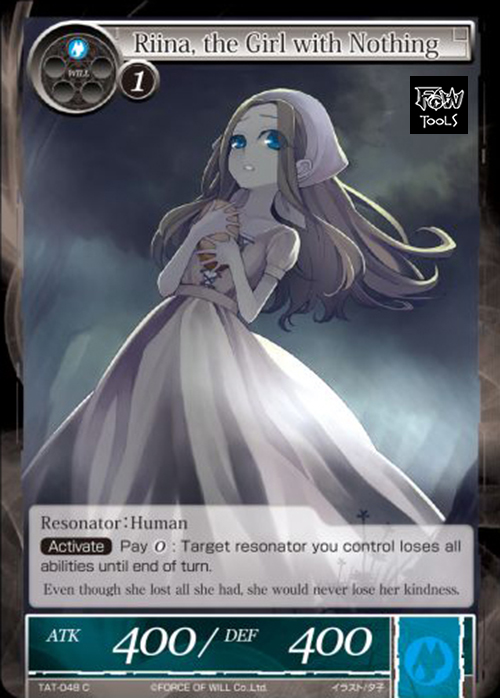 Riina, the Girl with Nothing
WILL
1
FOW
TOOLS
Resonator:Human
Activate Pay 0 : Target resonator you control loses all
abilities until end of turn.
Even though she lost all she had, she would never lose her kindness.
ATK 400/ DEF 400
TAT-048 C ©FORCE OF WILL Co.,Ltd. イラスト/夕子